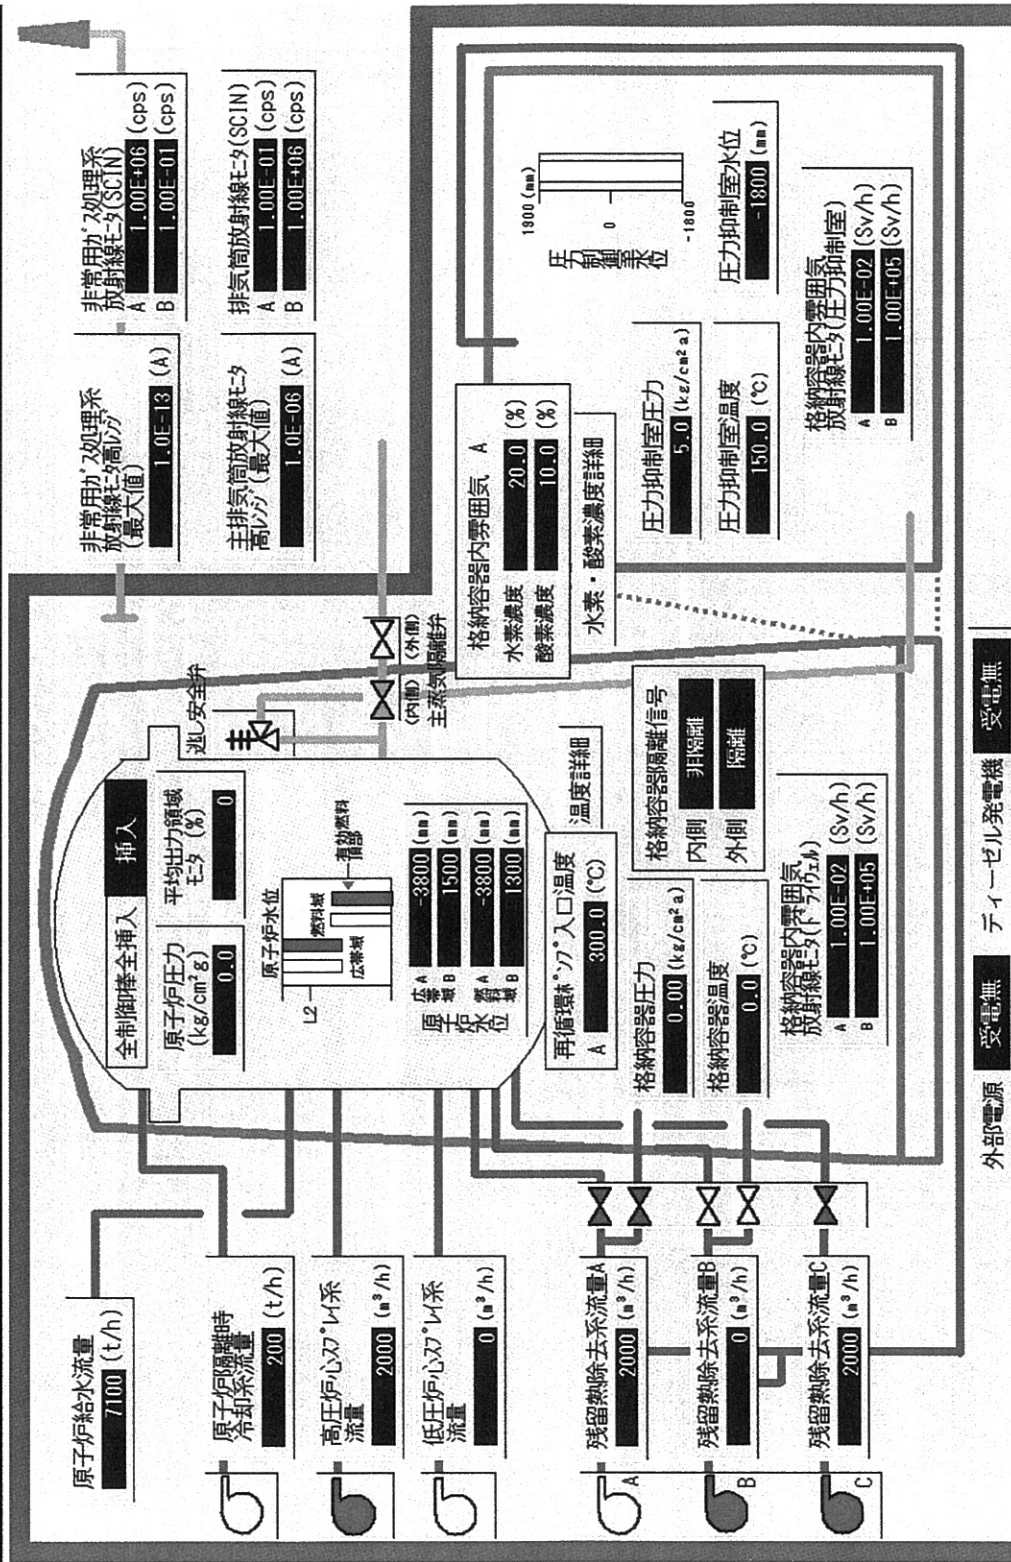 原子炉給水流量
7100 (t/h)
原子炉隔離時
冷却系流量
200 (t/h)
高圧炉心スプレイ系
流量
2000 (m³/h)
低圧炉心スプレイ系
流量
0 (m³/h)
残留熱除去系流量A
2000 (m³/h)
A
残留熱除去系流量B
0 (m³/h)
B
残留熱除去系流量C
2000 (m³/h)
C
全制御棒全挿入 挿入
原子炉圧力
(kg/cm²g)
0.0
平均出力領域
モニタ (%)
0
原子炉水位
L2
広帯域
燃料域
有効燃料
頂部
原子炉水位
広帯域
A -3800 (mm)
B 1500 (mm)
燃料域
A -3800 (mm)
B 1300 (mm)
再循環ポンプ入口温度
A 300.0 (℃)
温度詳細
逃し安全弁
(内側) (外側)
主蒸気隔離弁
格納容器圧力
0.00 (kg/cm²a)
格納容器温度
0.0 (℃)
格納容器部隔離信号
内側 非隔離
外側 隔離
格納容器内雰囲気
放射線モニタ(ドライウェル)
A 1.00E-02 (Sv/h)
B 1.00E+05 (Sv/h)
非常用ガス処理系
放射線モニタ高レンジ
(最大値)
1.0E-13 (A)
非常用ガス処理系
放射線モニタ(SCIN)
A 1.00E+06 (cps)
B 1.00E-01 (cps)
主排気筒放射線モニタ
高レンジ (最大値)
1.0E-06 (A)
排気筒放射線モニタ(SCIN)
A 1.00E-01 (cps)
B 1.00E+06 (cps)
格納容器内雰囲気 A
水素濃度 20.0 (%)
酸素濃度 10.0 (%)
水素・酸素濃度詳細
1800 (mm)
0
-1800
圧力制御室水位
圧力抑制室圧力
5.0 (kg/cm²a)
圧力抑制室水位
-1800 (mm)
圧力抑制室温度
150.0 (℃)
格納容器内雰囲気
放射線モニタ(圧力抑制室)
A 1.00E-02 (Sv/h)
B 1.00E+05 (Sv/h)
外部電源 受電無 ディーゼル発電機 受電無